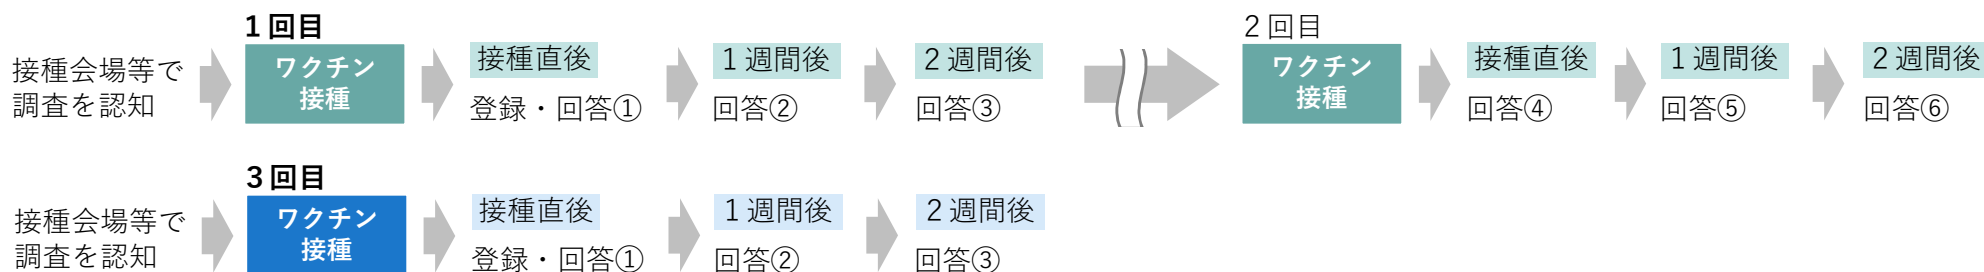 1回目
接種会場等で
調査を認知
ワクチン
接種
接種直後
登録・回答①
1週間後
回答②
2週間後
回答③
2回目
ワクチン
接種
接種直後
回答④
1週間後
回答⑤
2週間後
回答⑥
3回目
接種会場等で
調査を認知
ワクチン
接種
接種直後
登録・回答①
1週間後
回答②
2週間後
回答③